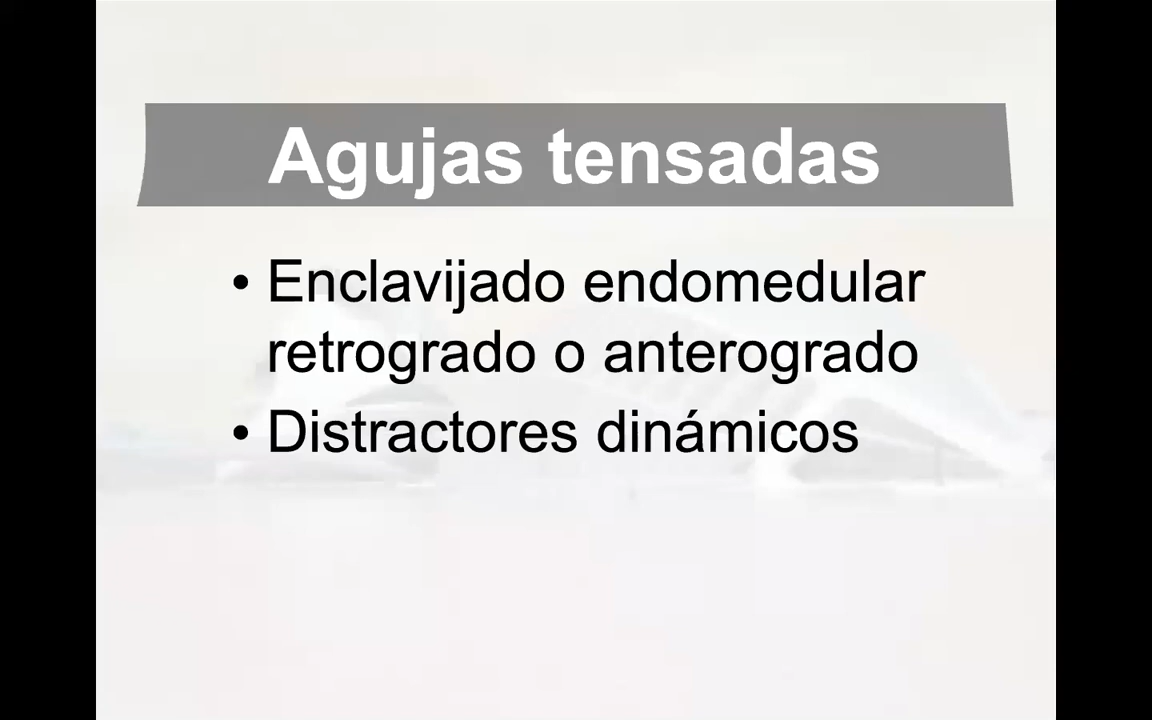 Agujas tensadas
• Enclavijado endomedular
retrogrado o anterogrado
• Distractores dinámicos